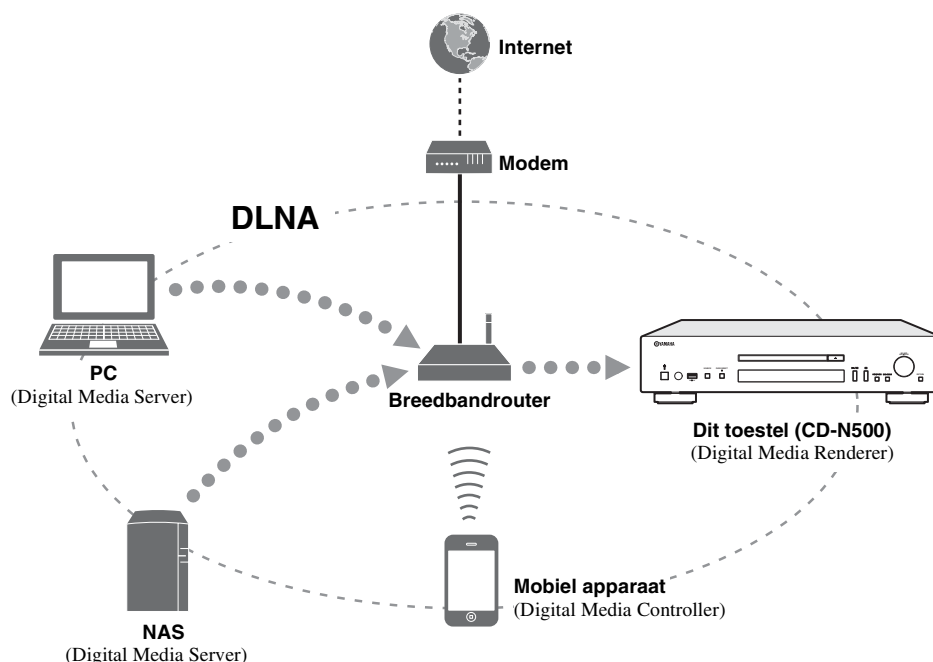 Internet
Modem
DLNA
YAMAHA
PC
(Digital Media Server)
Breedbandrouter
Dit toestel (CD-N500)
(Digital Media Renderer)
Mobiel apparaat
(Digital Media Controller)
NAS
(Digital Media Server)